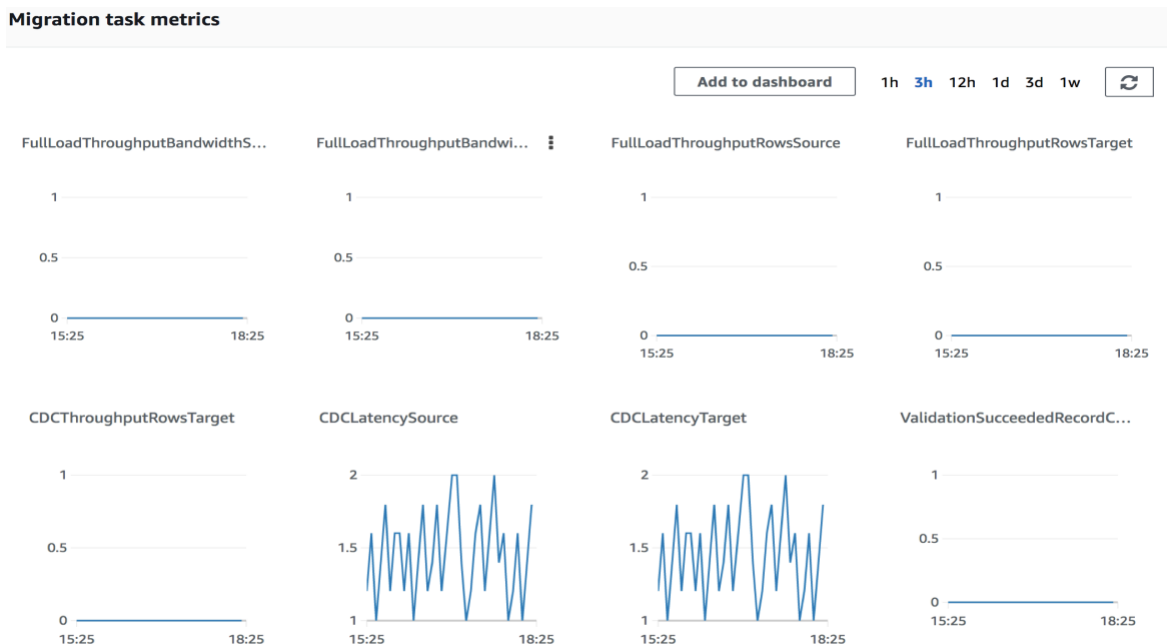 Migration task metrics
Add to dashboard 1h 3h 12h 1d 3d 1w
FullLoadThroughputBandwidthS... FullLoadThroughputBandwi... FullLoadThroughputRowsSource FullLoadThroughputRowsTarget
1 1 1 1
0.5 0.5 0.5 0.5
0 0 0 0
15:25 18:25 15:25 18:25 15:25 18:25 15:25 18:25
CDCThroughputRowsTarget CDCLatencySource CDCLatencyTarget ValidationSucceededRecordC...
1 2 2 1
0.5 1.5 1.5 0.5
0 1 1 0
15:25 18:25 15:25 18:25 15:25 18:25 15:25 18:25